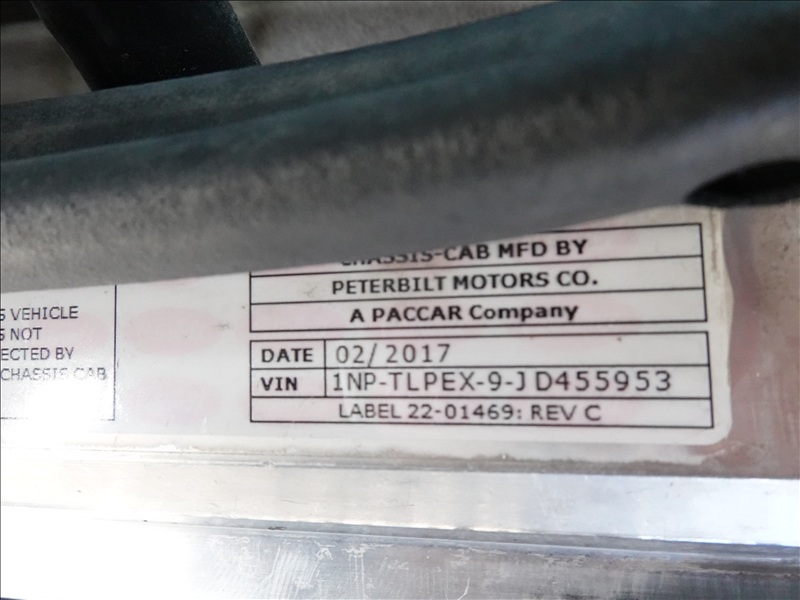 S VEHICLE
S NOT
ECTED BY
CHASSIS CAB
CHASSIS-CAB MFD BY
PETERBILT MOTORS CO.
A PACCAR Company
DATE 02/2017
VIN 1NP-TLPEX-9-JD455953
LABEL 22-01469: REV C